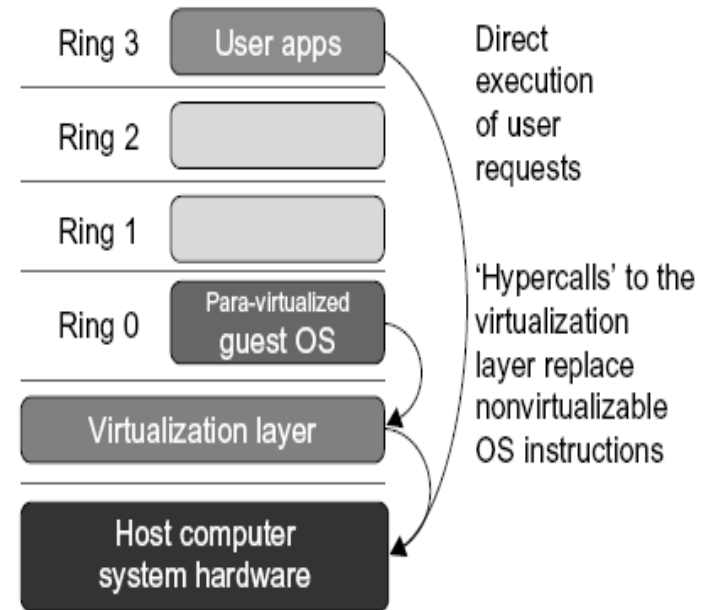 Ring 3
User apps
Direct
execution
of user
requests
Ring 2
Ring 1
'Hypercalls' to the
virtualization
layer replace
nonvirtualizable
OS instructions
Ring 0
Para-virtualized
guest OS
Virtualization layer
Host computer
system hardware